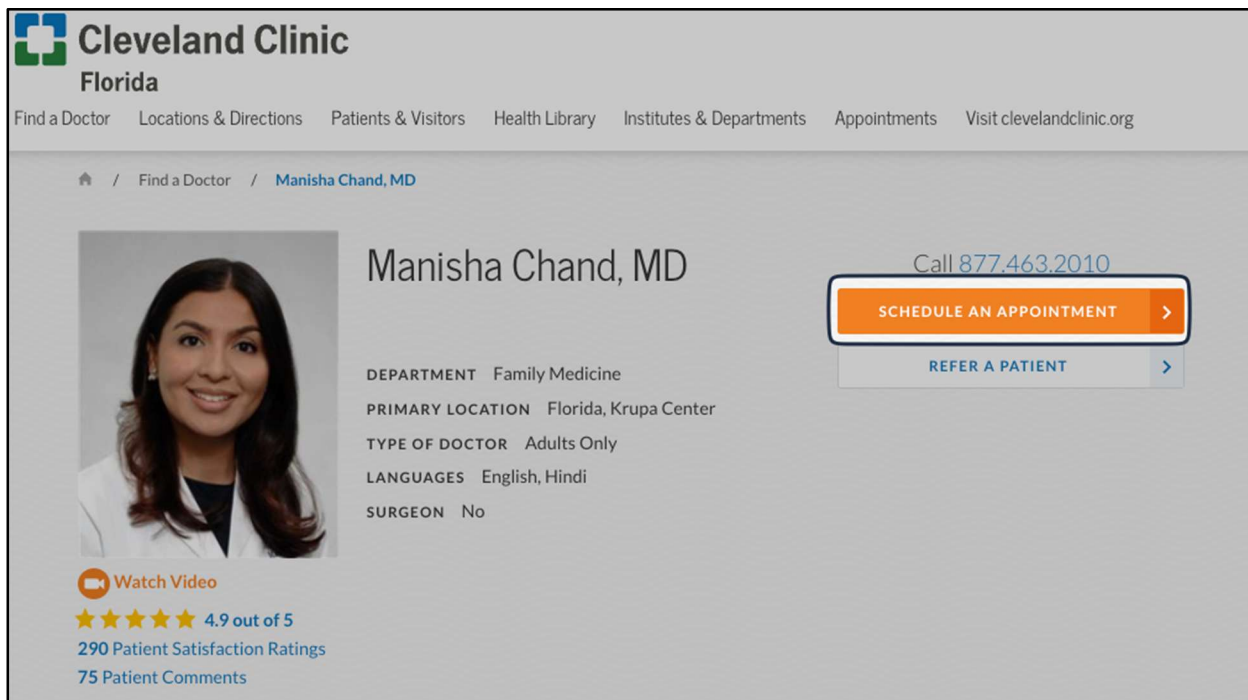 Cleveland Clinic
Florida
Find a Doctor Locations & Directions Patients & Visitors Health Library Institutes & Departments Appointments Visit clevelandclinic.org
/ Find a Doctor / Manisha Chand, MD
Manisha Chand, MD
DEPARTMENT Family Medicine
PRIMARY LOCATION Florida, Krupa Center
TYPE OF DOCTOR Adults Only
LANGUAGES English, Hindi
SURGEON No
Call 877.463.2010
SCHEDULE AN APPOINTMENT
REFER A PATIENT
Watch Video
4.9 out of 5
290 Patient Satisfaction Ratings
75 Patient Comments